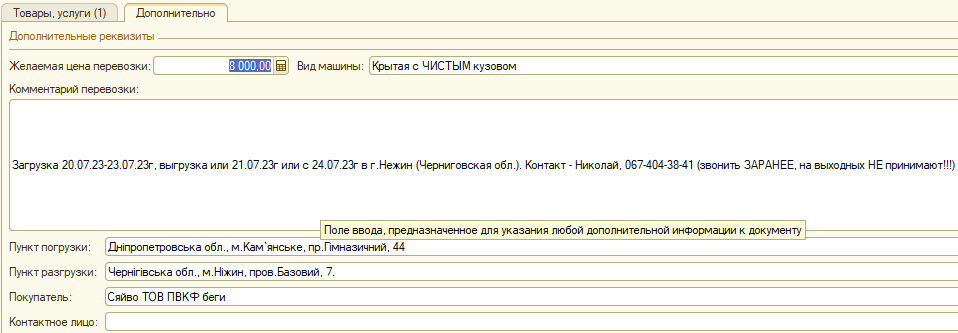 Товары, услуги (1) Дополнительно
Дополнительные реквизиты
Желаемая цена перевозки: 8 000,00 Вид машины: Крытая с ЧИСТЫМ кузовом
Комментарий перевозки:
Загрузка 20.07.23-23.07.23г, выгрузка или 21.07.23г или с 24.07.23г в г.Нежин (Черниговская обл.). Контакт - Николай, 067-404-38-41 (звонить ЗАРАНЕЕ, на выходных НЕ принимают!!!)
Поле ввода, предназначенное для указания любой дополнительной информации к документу
Пункт погрузки: Дніпропетровська обл., м.Кам`янське, пр.Гімназичний, 44
Пункт разгрузки: Чернігівська обл., м.Ніжин, пров.Базовий, 7.
Покупатель: Сяйво ТОВ ПВКФ беги
Контактное лицо: